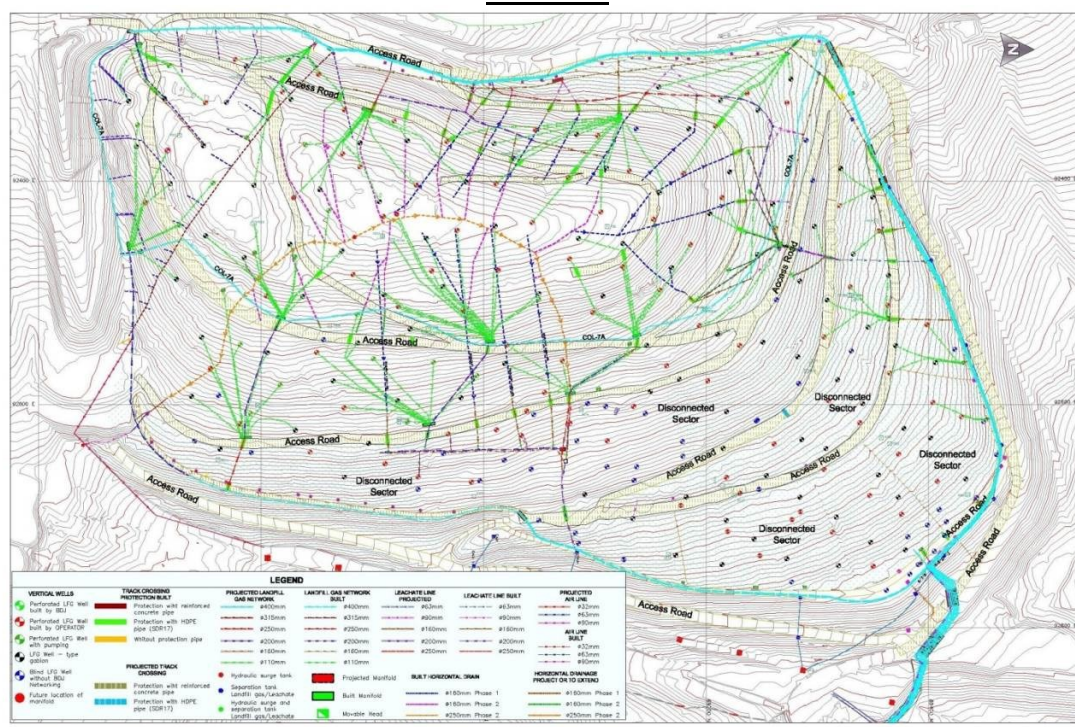 Access Road
Access Road
N
COL-7A
COL-7A
COL-7A
Access Road
COL-7A
Access Road
Disconnected
Sector
Disconnected
Sector
Access Road
Access Road
Access Road
Disconnected
Sector
Access Road
Disconnected
Sector
Disconnected
Sector
Access Road
Access Road
Access Road
LEGEND
VERTICAL WELLS
Perforated LFG Well
built by BDJ
Perforated LFG Well
built by OPERATOR
Perforated LFG Well
with pumping
LFG Well - type
gabion
Blind LFG Well
without BDJ
Networking
Future location of
manifold
TRACK CROSSING
PROTECTION BUILT
Protection wiht reinforced
concrete pipe
Protection with HDPE
pipe (SDR17)
Whitout protection pipe
PROJECTED TRACK
CROSSING
Protection wiht reinforced
concrete pipe
Protection with HDPE
pipe (SDR17)
PROJECTED LANDFILL
GAS NETWORK
ø400mm
ø315mm
ø250mm
ø200mm
ø160mm
ø110mm
Hydraulic surge tank
Separation tank
Landfill gas/Leachate
Hydraulic surge and
separation tank
Landfill gas/Leachate
LANDFILL GAS NETWORK
BUILT
ø400mm
ø315mm
ø250mm
ø200mm
ø160mm
ø110mm
Projected Manifold
Built Manifold
Movable Head
LEACHATE LINE
PROJECTED
ø63mm
ø90mm
ø160mm
ø200mm
ø250mm
LEACHATE LINE BUILT
ø63mm
ø90mm
ø160mm
ø200mm
ø250mm
BUILT HORIZONTAL DRAIN
ø160mm Phase 1
ø160mm Phase 2
ø250mm Phase 2
PROJECTED
AIR LINE
ø32mm
ø63mm
ø90mm
AIR LINE
BUILT
ø32mm
ø63mm
ø90mm
HORIZONTAL DRAINAGE
PROJECT OR TO EXTEND
ø160mm Phase 1
ø160mm Phase 2
ø250mm Phase 2